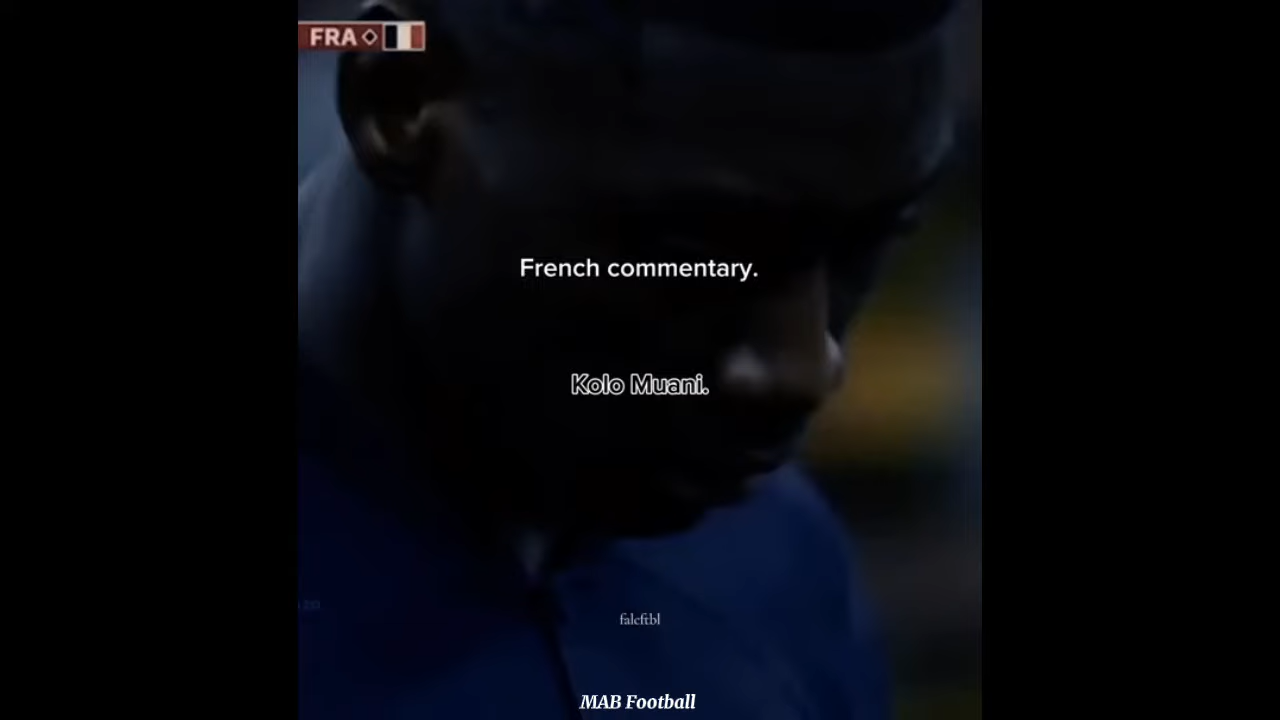 FRA
French commentary.
Kolo Muani.
falcftbl
MAB Football